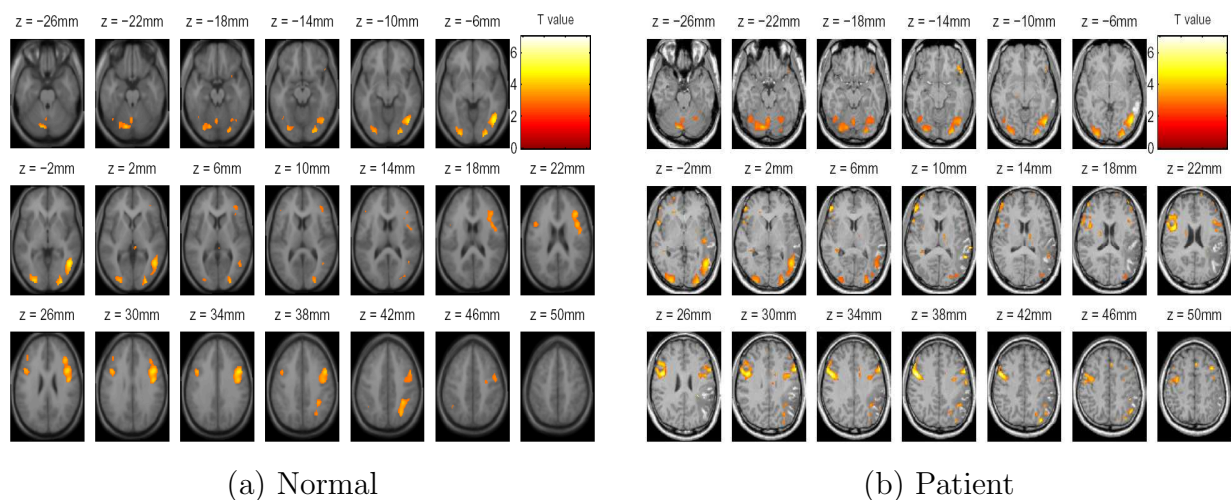 z = −26mm z = −22mm z = −18mm z = −14mm z = −10mm z = −6mm T value
6
4
2
0
z = −2mm z = 2mm z = 6mm z = 10mm z = 14mm z = 18mm z = 22mm
z = 26mm z = 30mm z = 34mm z = 38mm z = 42mm z = 46mm z = 50mm
(a) Normal
z = −26mm z = −22mm z = −18mm z = −14mm z = −10mm z = −6mm T value
6
4
2
0
z = −2mm z = 2mm z = 6mm z = 10mm z = 14mm z = 18mm z = 22mm
z = 26mm z = 30mm z = 34mm z = 38mm z = 42mm z = 46mm z = 50mm
(b) Patient